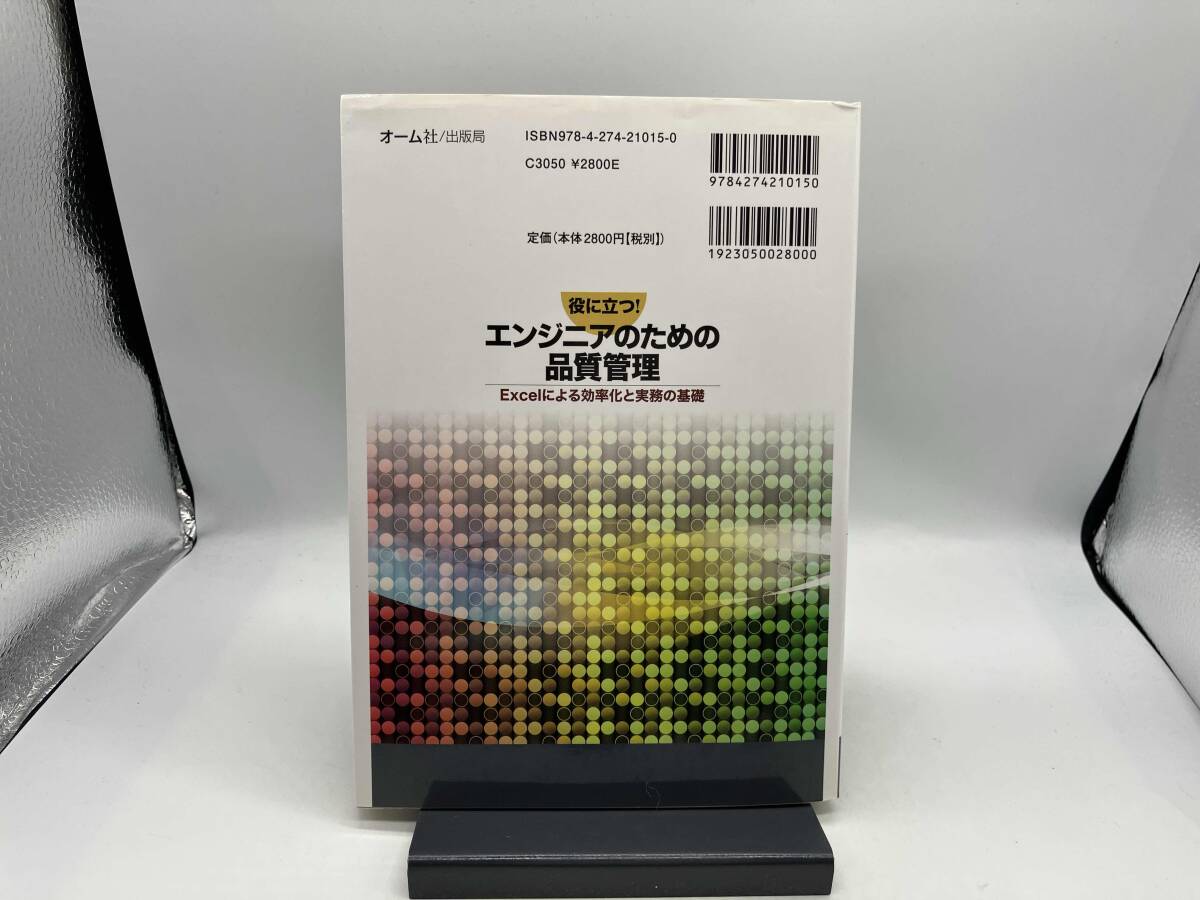 オーム社/出版局
ISBN978-4-274-21015-0
C3050 ¥2800E
定価(本体2800円【税別】)
9784274210150
1923050028000
役に立つ!
エンジニアのための
品質管理
Excelによる効率化と実務の基礎